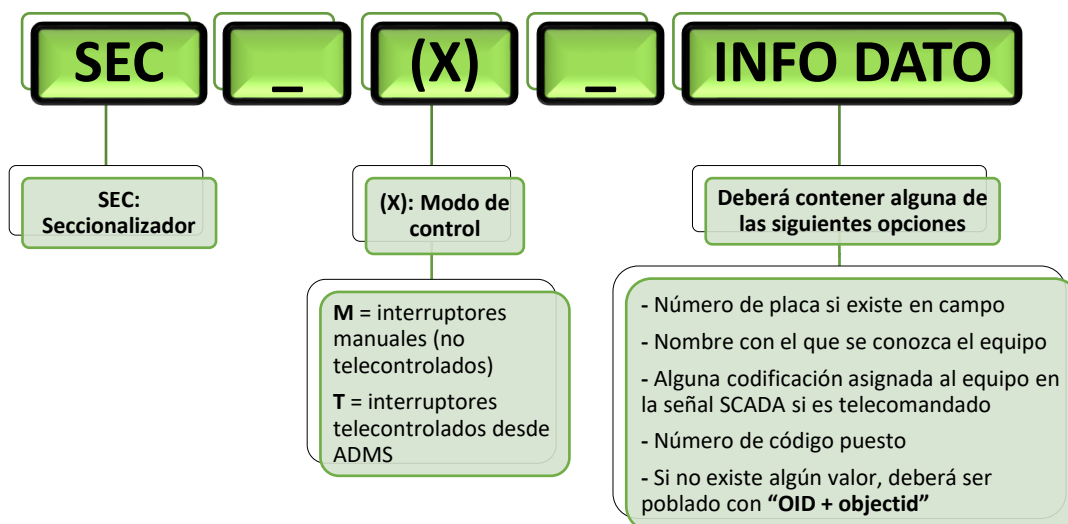 SEC _ (X) _ INFO DATO
SEC:
Seccionalizador
(X): Modo de
control
Deberá contener alguna de
las siguientes opciones
M = interruptores
manuales (no
telecontrolados)
T = interruptores
telecontrolados desde
ADMS
- Número de placa si existe en campo
- Nombre con el que se conozca el equipo
- Alguna codificación asignada al equipo en
la señal SCADA si es telecomandado
- Número de código puesto
- Si no existe algún valor, deberá ser
poblado con “OID + objectid”